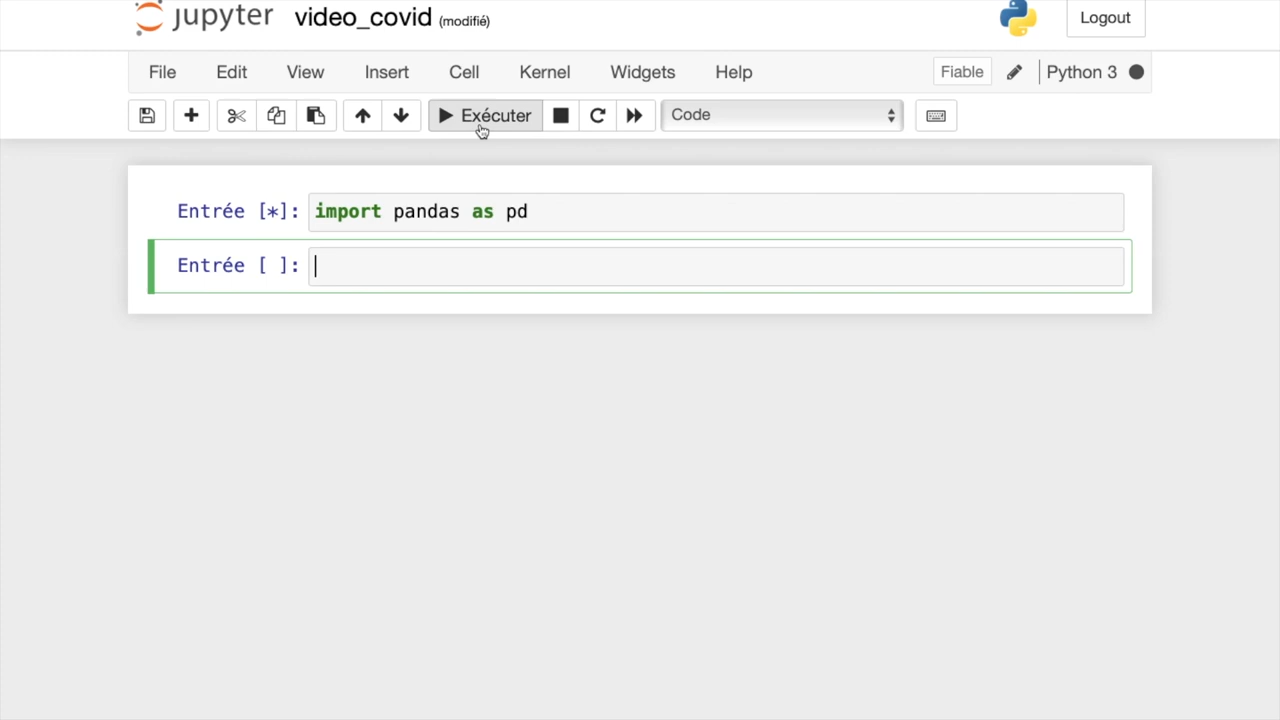 jupyter video_covid (modifié) Logout
File Edit View Insert Cell Kernel Widgets Help Fiable Python 3
Exécuter Code
Entrée [*]: import pandas as pd
Entrée [ ]: